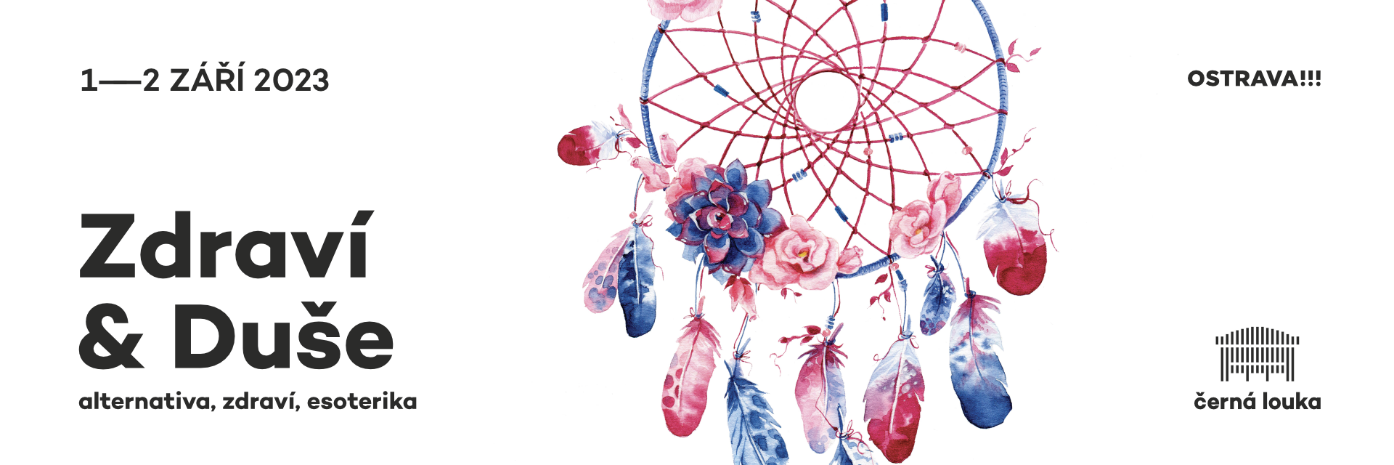 1—2 ZÁŘÍ 2023
OSTRAVA!!!
Zdraví
& Duše
alternativa, zdraví, esoterika
černá louka